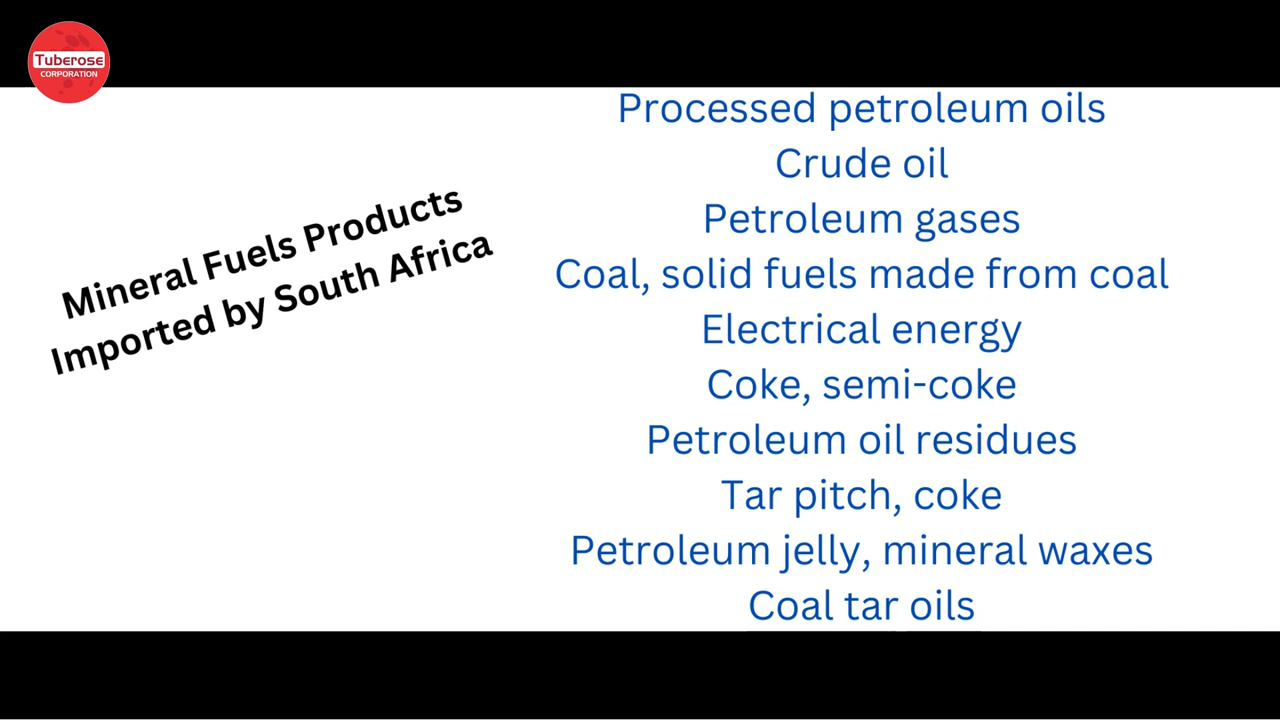 Tuberose
CORPORATION
Mineral Fuels Products
Imported by South Africa
Processed petroleum oils
Crude oil
Petroleum gases
Coal, solid fuels made from coal
Electrical energy
Coke, semi-coke
Petroleum oil residues
Tar pitch, coke
Petroleum jelly, mineral waxes
Coal tar oils